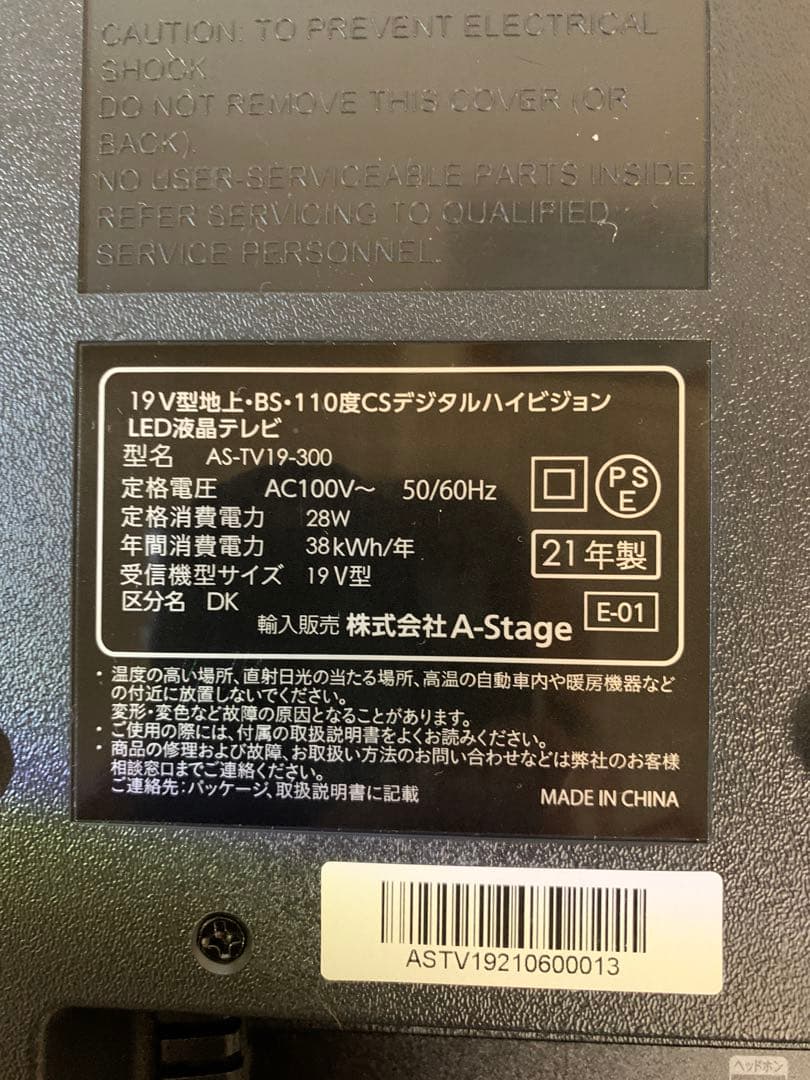 CAUTION: TO PREVENT ELECTRICAL
SHOCK
DO NOT REMOVE THIS COVER (OR
BACK).
NO USER-SERVICEABLE PARTS INSIDE
REFER SERVICING TO QUALIFIED
SERVICE PERSONNEL.
19V型地上・BS・110度CSデジタルハイビジョン
LED液晶テレビ
型名 AS-TV19-300
定格電圧 AC100V～ 50/60Hz
PSE
定格消費電力 28W
年間消費電力 38kWh/年
21年製
受信機型サイズ 19V型
区分名 DK
E-01
輸入販売 株式会社A-Stage
・温度の高い場所、直射日光の当たる場所、高温の自動車内や暖房機器など
の付近に放置しないでください。
変形・変色など故障の原因となることがあります。
・ご使用の際には、付属の取扱説明書をよくお読みください。
・商品の修理および故障、お取扱い方法のお問い合わせなどは弊社のお客様
相談窓口までご連絡ください。
ご連絡先：パッケージ、取扱説明書に記載
MADE IN CHINA
ASTV19210600013
ヘッドホン